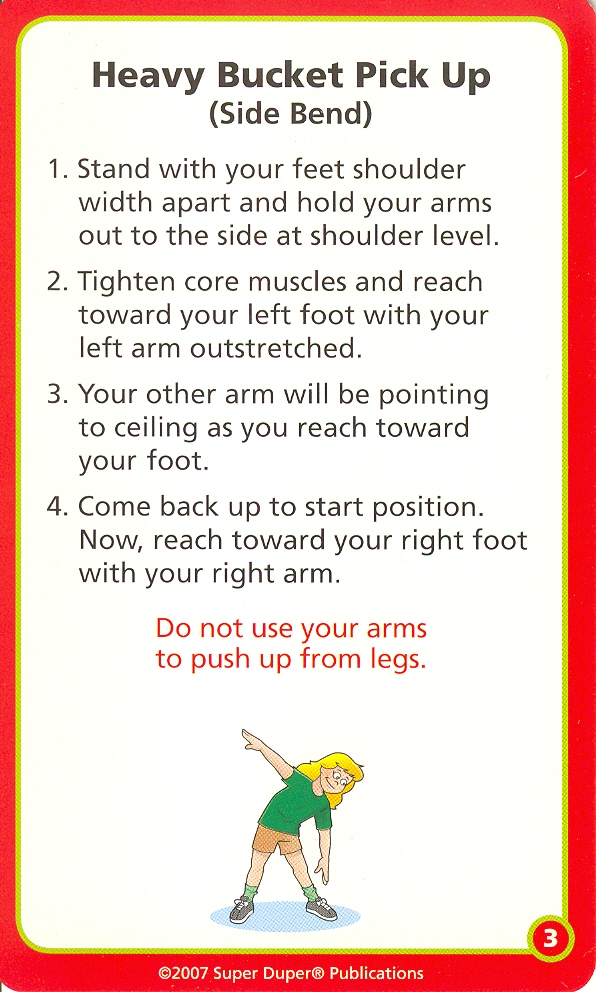 Heavy Bucket Pick Up
(Side Bend)
1. Stand with your feet shoulder
width apart and hold your arms
out to the side at shoulder level.
2. Tighten core muscles and reach
toward your left foot with your
left arm outstretched.
3. Your other arm will be pointing
to ceiling as you reach toward
your foot.
4. Come back up to start position.
Now, reach toward your right foot
with your right arm.
Do not use your arms
to push up from legs.
3
©2007 Super Duper® Publications